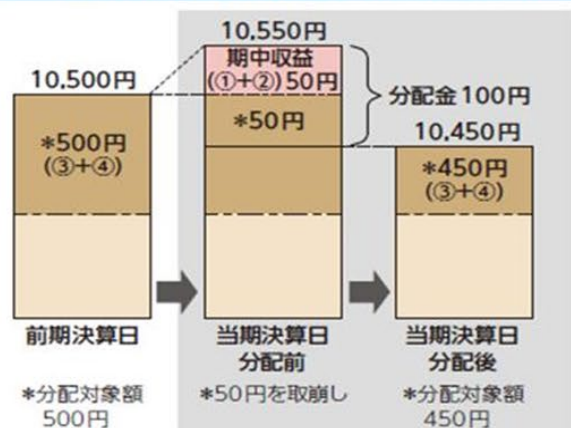 10,550円
期中収益
(①+②)50円
10,500円
分配金100円
*50円
10,450円
*500円
(③+④)
*450円
(③+④)
前期決算日
当期決算日
分配前
当期決算日
分配後
*分配対象額
500円
*50円を取崩し
*分配対象額
450円